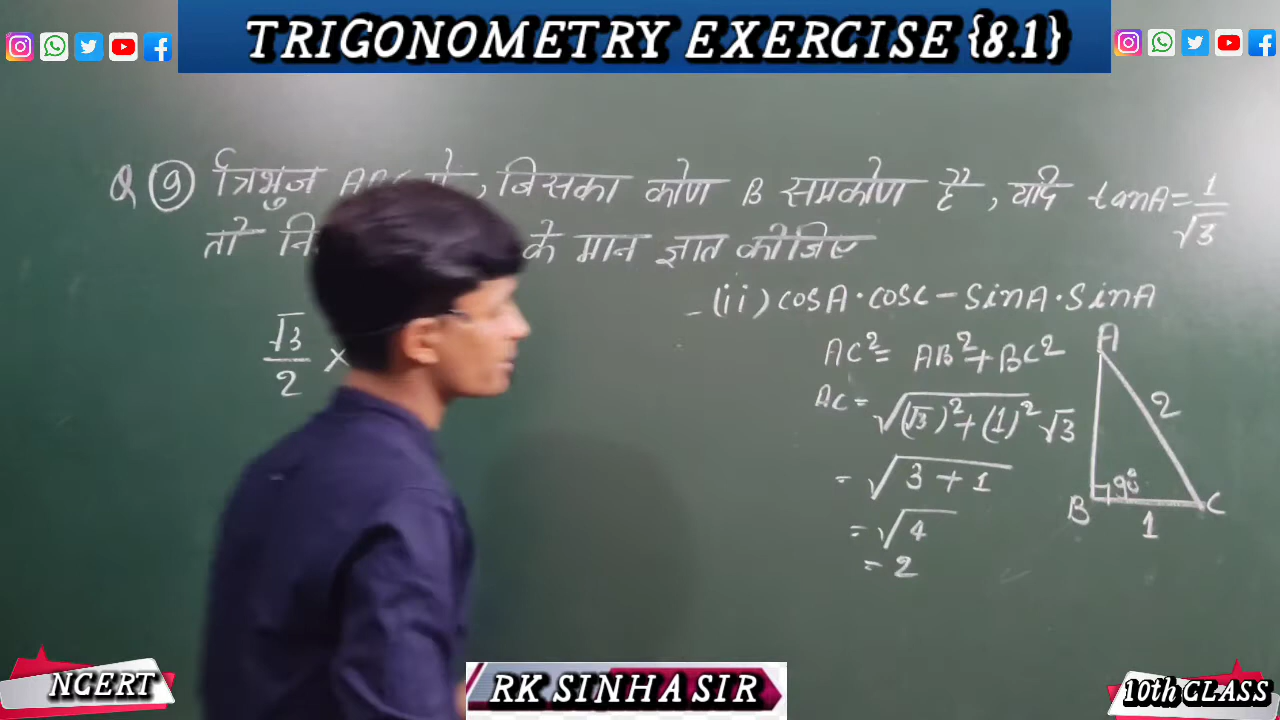 TRIGONOMETRY EXERCISE {8.1}
Q 9 त्रिभुज ABC में, जिसका कोण B समकोण है, यदि tanA = 1/√3
तो के मान ज्ञात कीजिए
(ii) cosA · cosC - SinA · SinA
√3/2 ×
AC² = AB² + BC²
AC = √(√3)² + (1)²
= √3 + 1
= √4
= 2
A
2
√3
90°
B
C
1
NCERT
RK SINHA SIR
10th CLASS